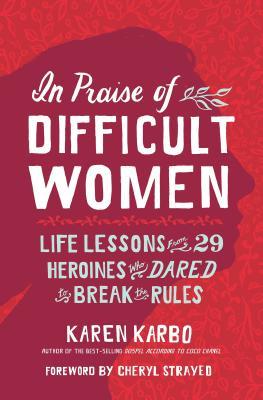 In Praise of
DIFFICULT
WOMEN
LIFE LESSONS from 29
HEROINES Who DARED
to BREAK the RULES
KAREN KARBO
AUTHOR OF THE BEST-SELLING GOSPEL ACCORDING TO COCO CHANEL
FOREWORD BY CHERYL STRAYED